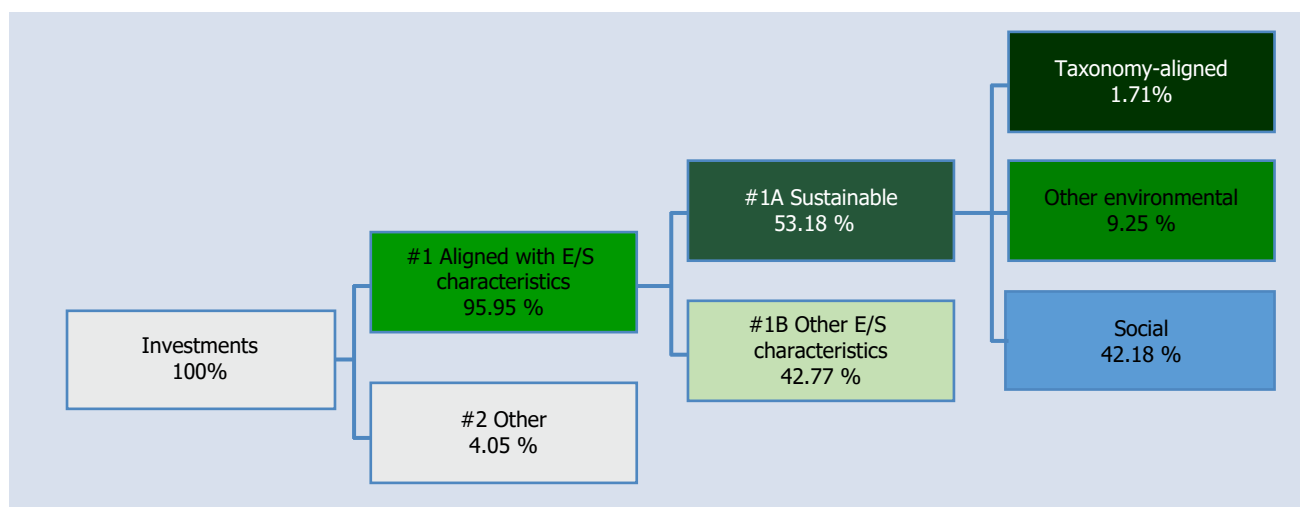 Investments
100%
#1 Aligned with E/S
characteristics
95.95 %
#2 Other
4.05 %
#1A Sustainable
53.18 %
#1B Other E/S
characteristics
42.77 %
Taxonomy-aligned
1.71%
Other environmental
9.25 %
Social
42.18 %